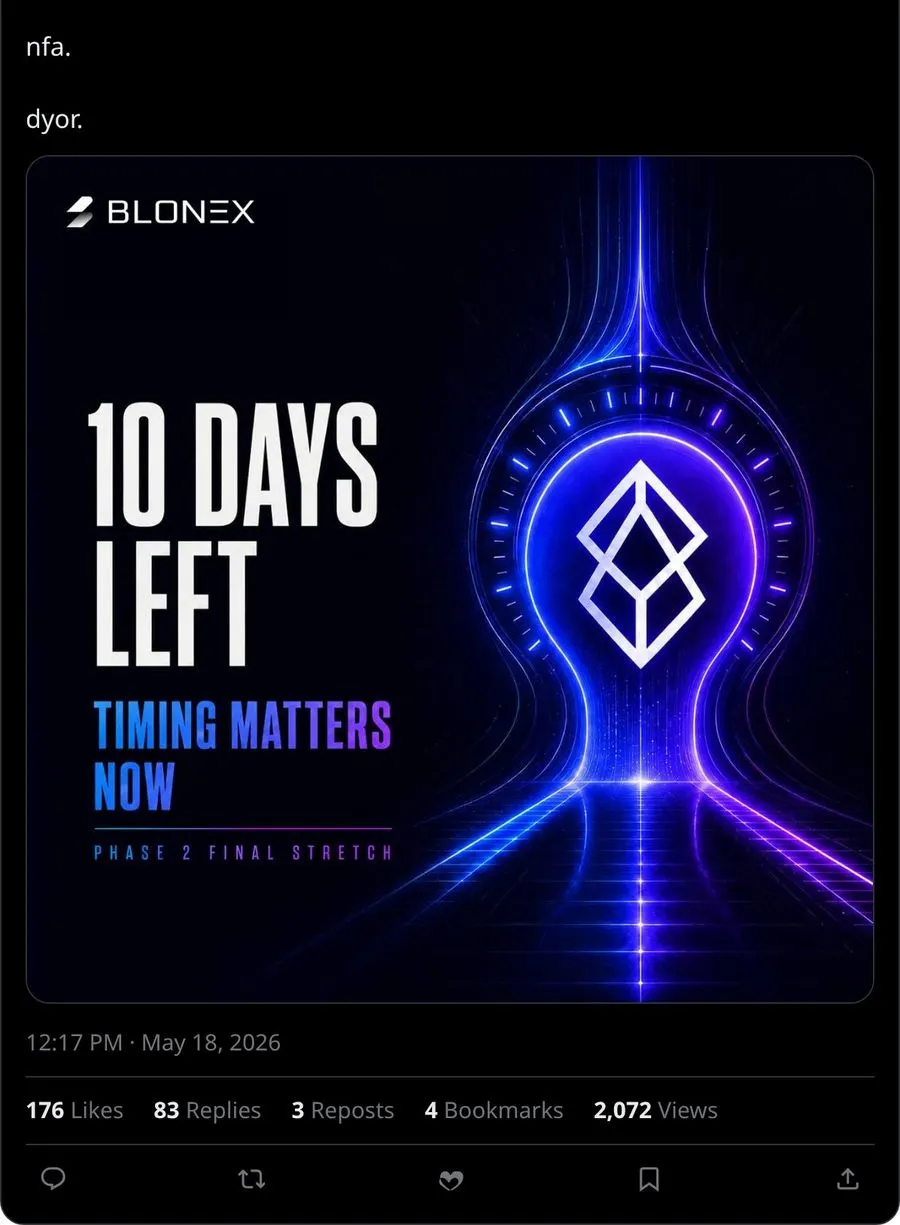 nfa.
dyor.
BLONEX
10 DAYS
LEFT
TIMING MATTERS
NOW
PHASE 2 FINAL STRETCH
12:17 PM · May 18, 2026
176 Likes 83 Replies 3 Reposts 4 Bookmarks 2,072 Views